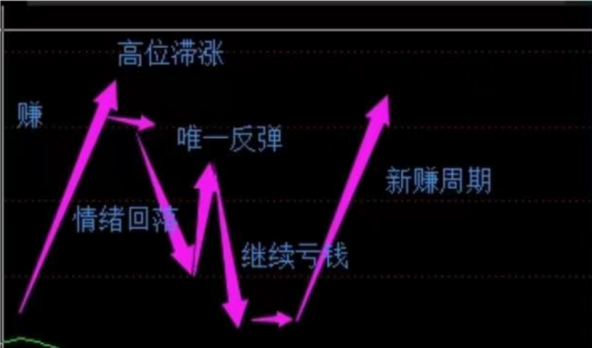 高位滞涨
赚
唯一反弹
新赚周期
情绪回落
继续亏钱